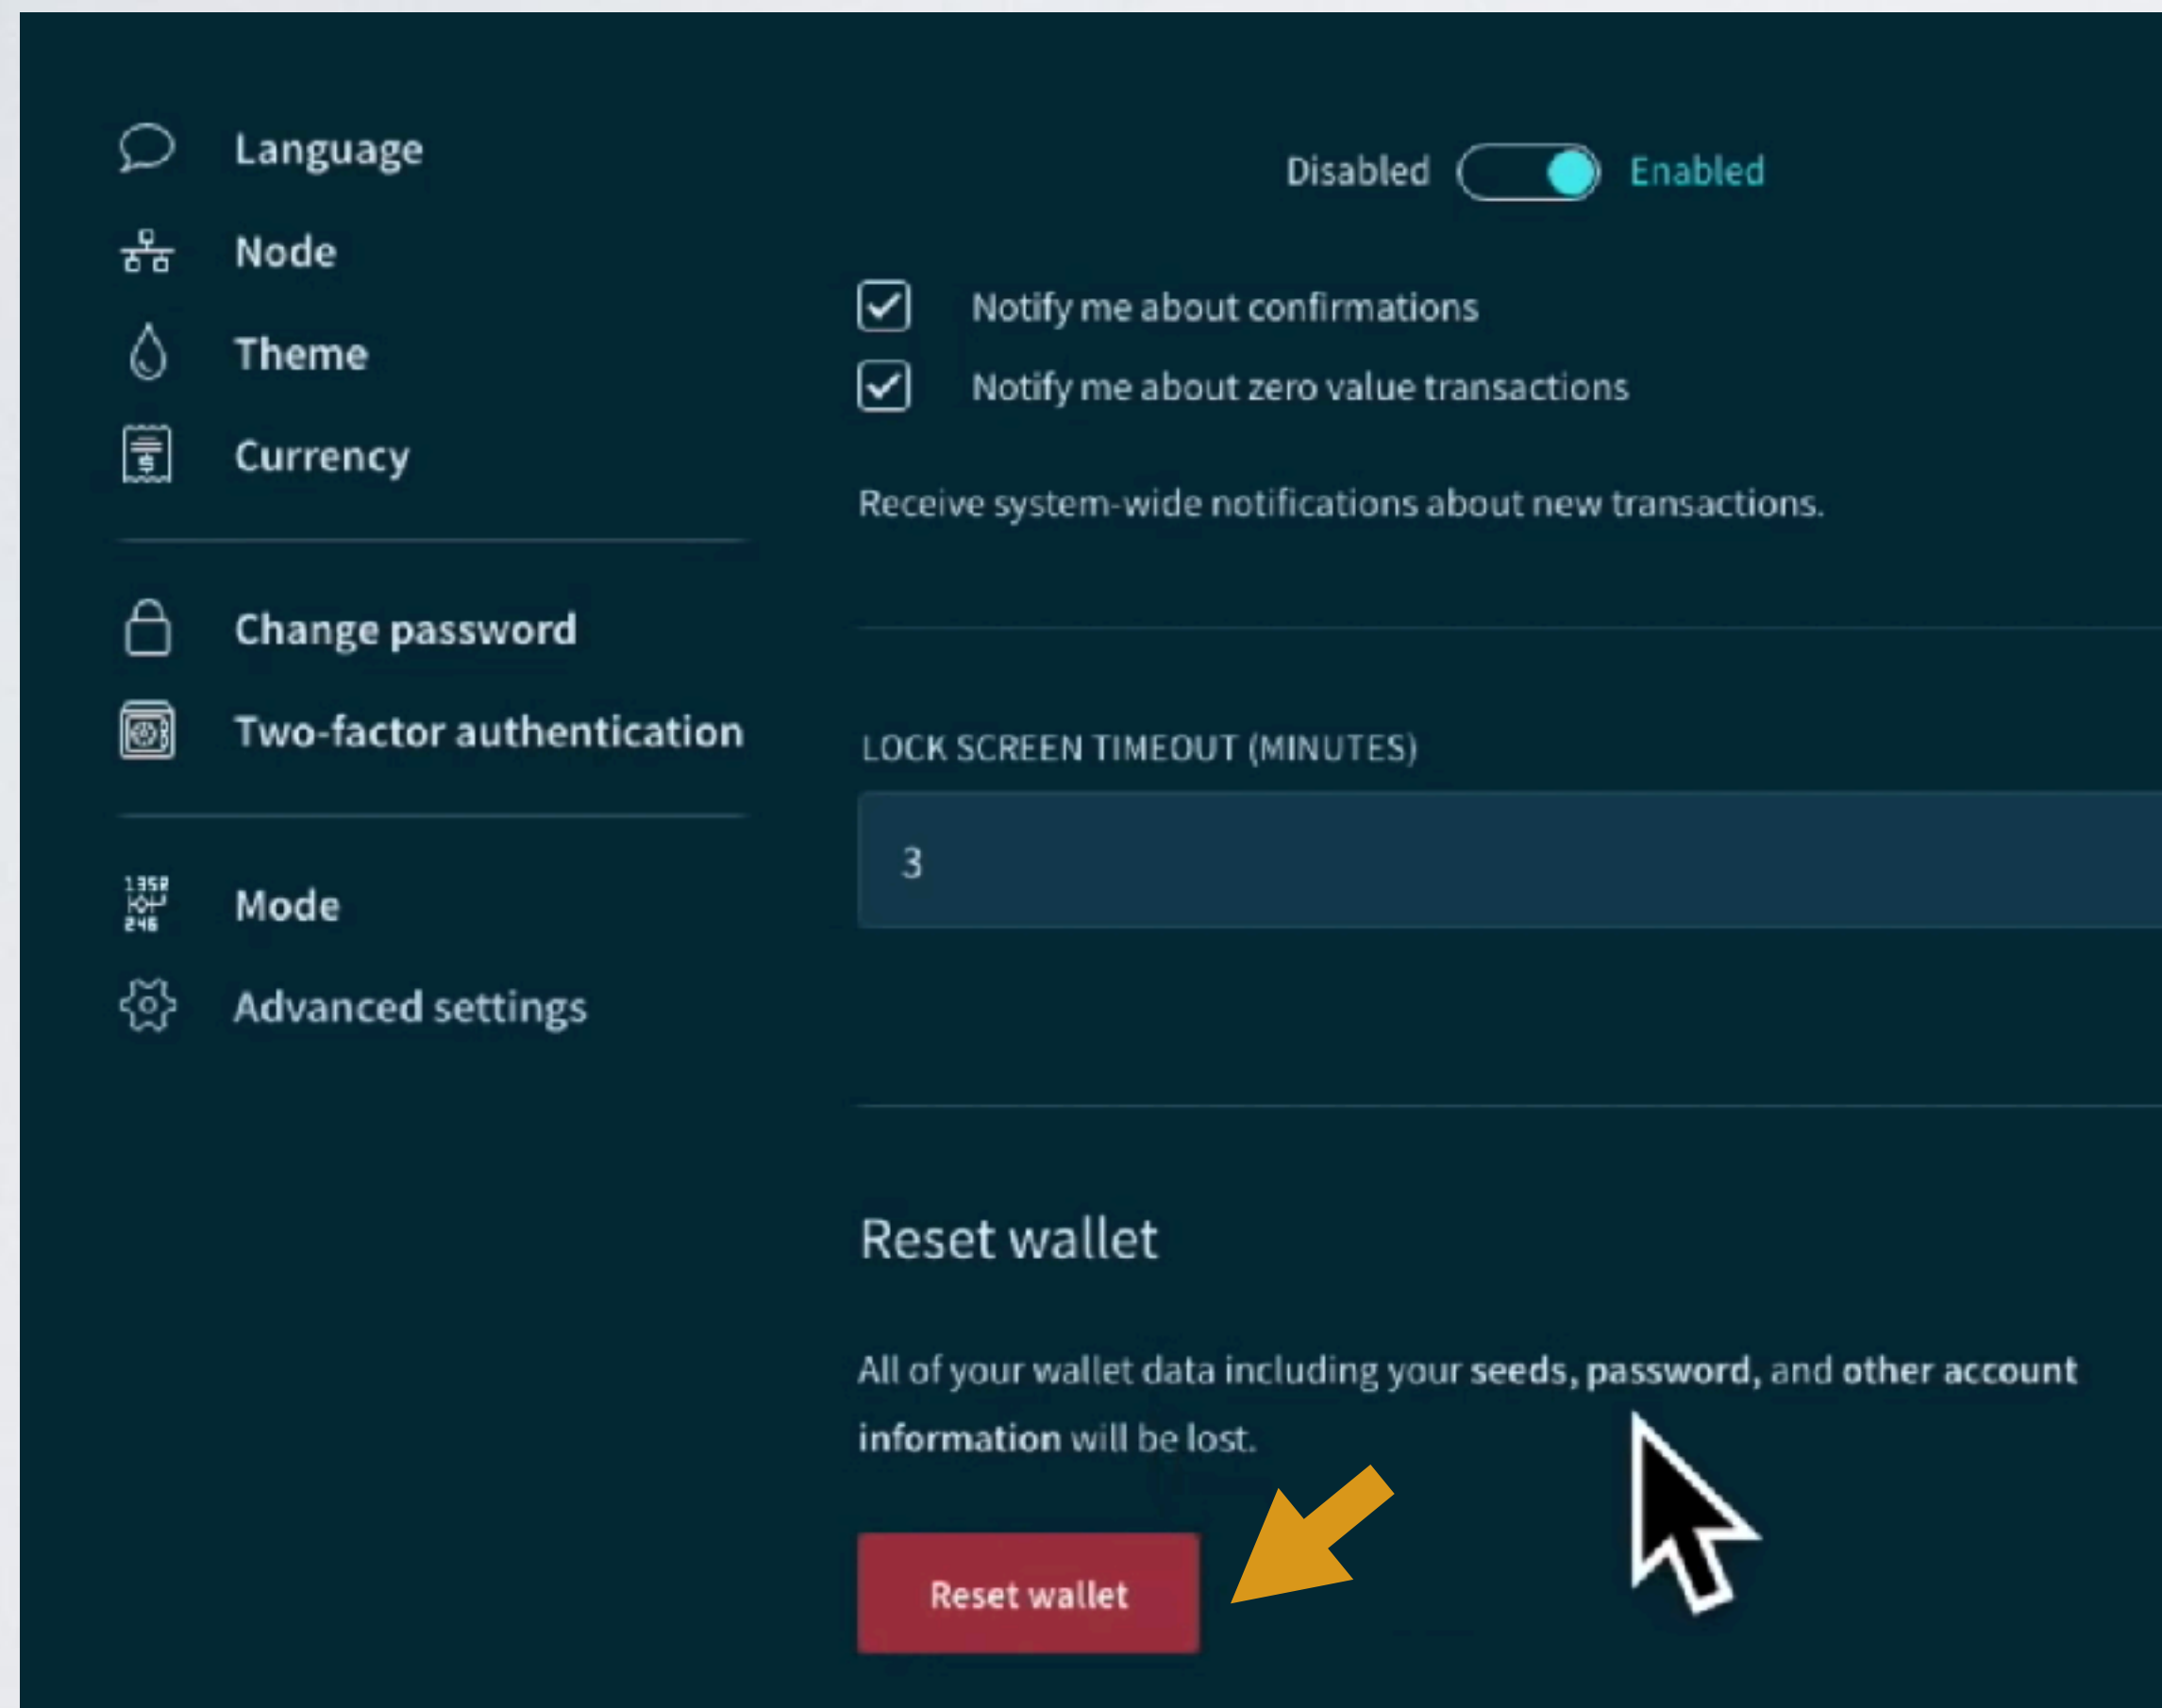 Language
Node
Theme
Currency
Change password
Two-factor authentication
Mode
Advanced settings
Disabled Enabled
Notify me about confirmations
Notify me about zero value transactions
Receive system-wide notifications about new transactions.
LOCK SCREEN TIMEOUT (MINUTES)
3
Reset wallet
All of your wallet data including your seeds, password, and other account
information will be lost.
Reset wallet